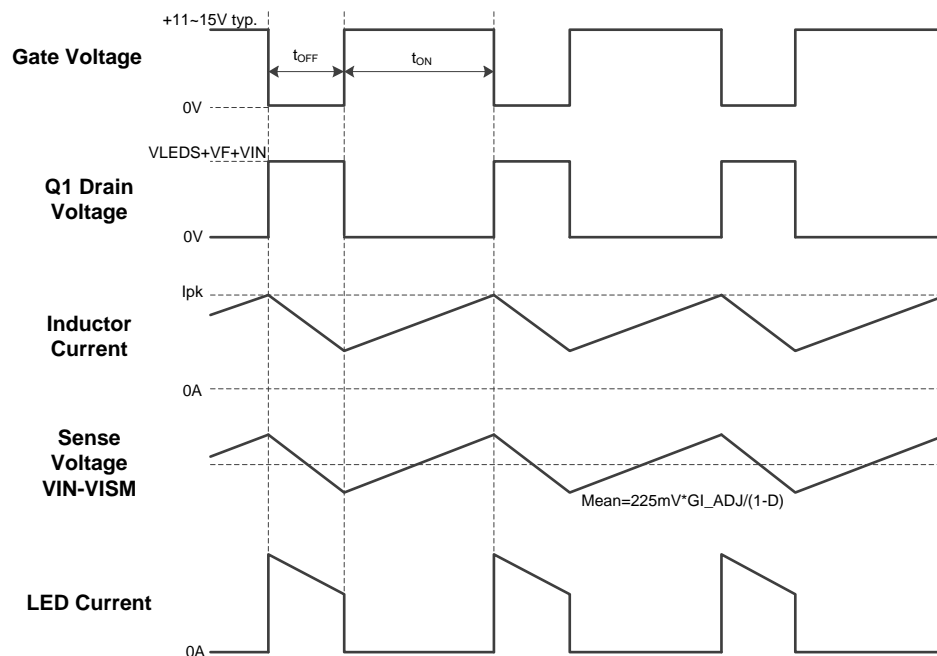 +11~15V typ.
Gate Voltage
tOFF
tON
0V
VLEDS+VF+VIN
Q1 Drain
Voltage
0V
Ipk
Inductor
Current
0A
Sense
Voltage
VIN-VISM
Mean=225mV*GI_ADJ/(1-D)
LED Current
0A